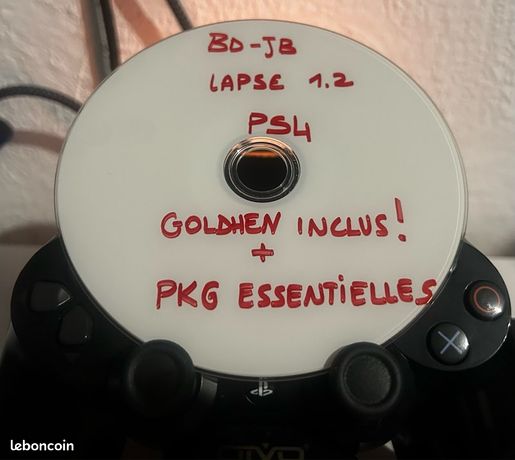 BD-JB
LAPSE 1.2
PS4
GOLDHEN INCLUS!
+
PKG ESSENTIELLES
leboncoin